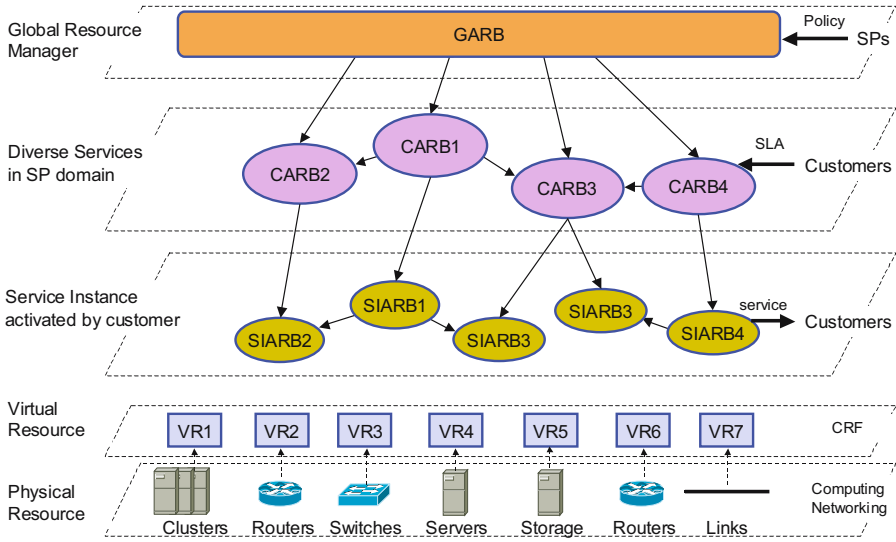 Global Resource
Manager
GARB
Policy
SPs
Diverse Services
in SP domain
CARB2
CARB1
CARB3
CARB4
SLA
Customers
Service Instance
activated by customer
SIARB2
SIARB1
SIARB3
SIARB3
SIARB4
service
Customers
Virtual
Resource
VR1
VR2
VR3
VR4
VR5
VR6
VR7
CRF
Physical
Resource
Clusters
Routers
Switches
Servers
Storage
Routers
Links
Computing
Networking